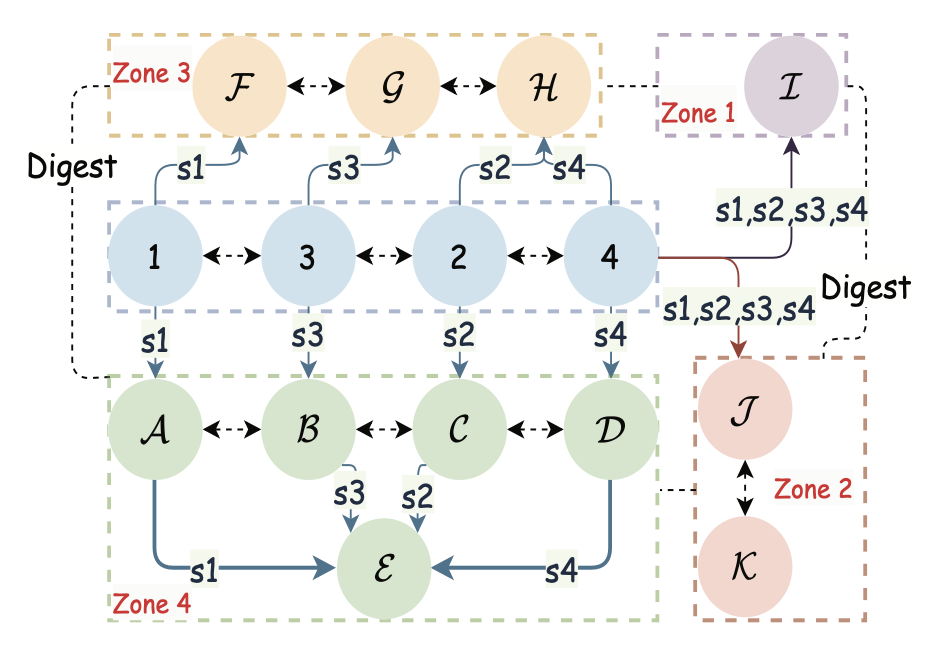 Zone 3
F
G
H
Zone 1
I
Digest
s1
s3
s2
s4
s1,s2,s3,s4
1
3
2
4
Digest
s1
s3
s2
s4
s1,s2,s3,s4
A
B
C
D
J
s3
s2
Zone 2
s1
E
s4
K
Zone 4